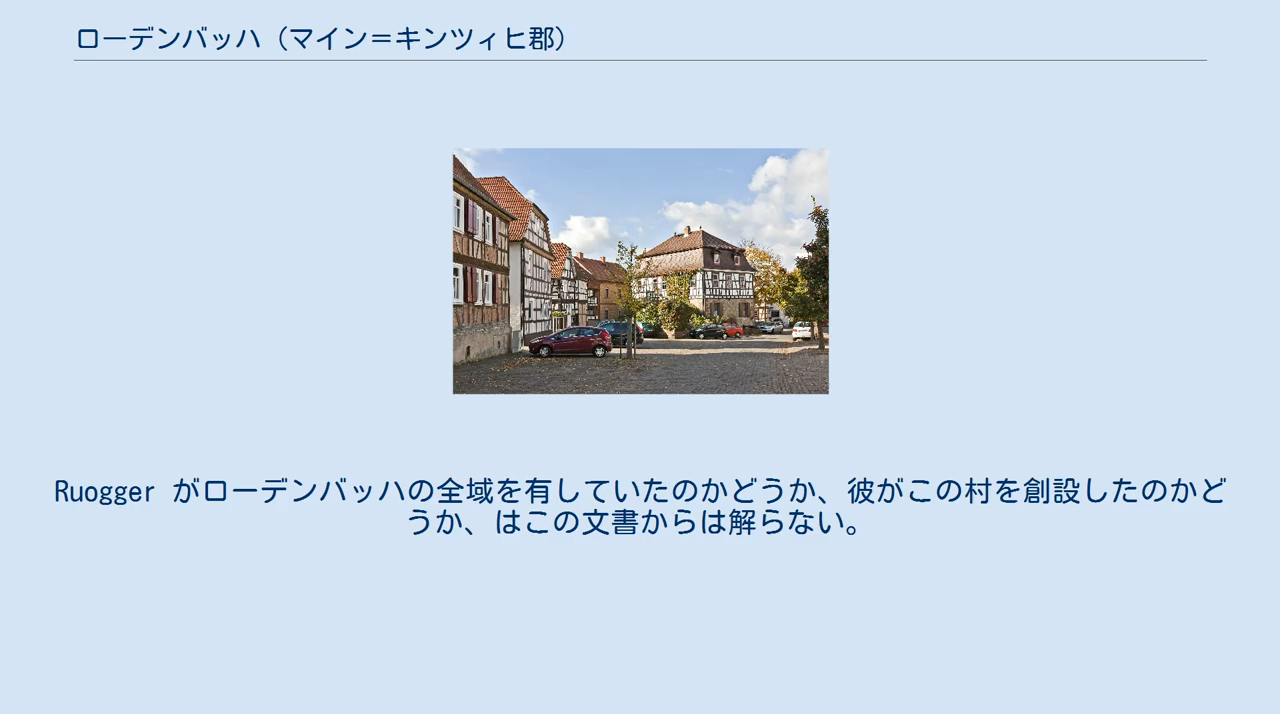 ローデンバッハ（マイン＝キンツィヒ郡）
Ruogger がローデンバッハの全域を有していたのかどうか、彼がこの村を創設したのかど
うか、はこの文書からは解らない。